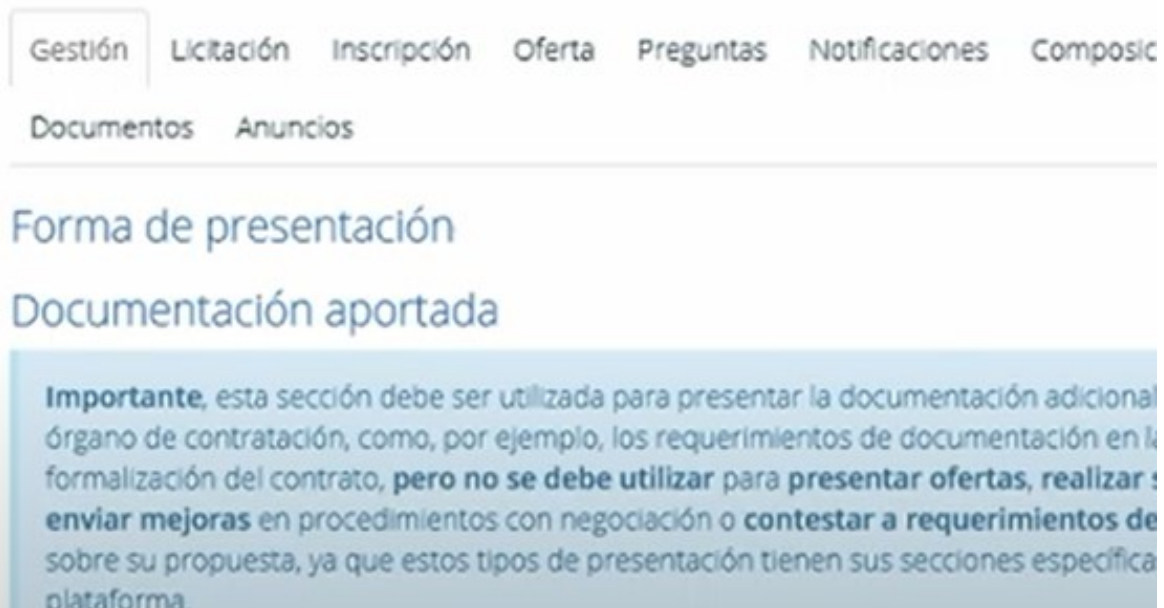 Gestión Licitación Inscripción Oferta Preguntas Notificaciones Composic
Documentos Anuncios
Forma de presentación
Documentación aportada
Importante, esta sección debe ser utilizada para presentar la documentación adicional
órgano de contratación, como, por ejemplo, los requerimientos de documentación en la
formalización del contrato, pero no se debe utilizar para presentar ofertas, realizar s
enviar mejoras en procedimientos con negociación o contestar a requerimientos de
sobre su propuesta, ya que estos tipos de presentación tienen sus secciones específica
plataforma